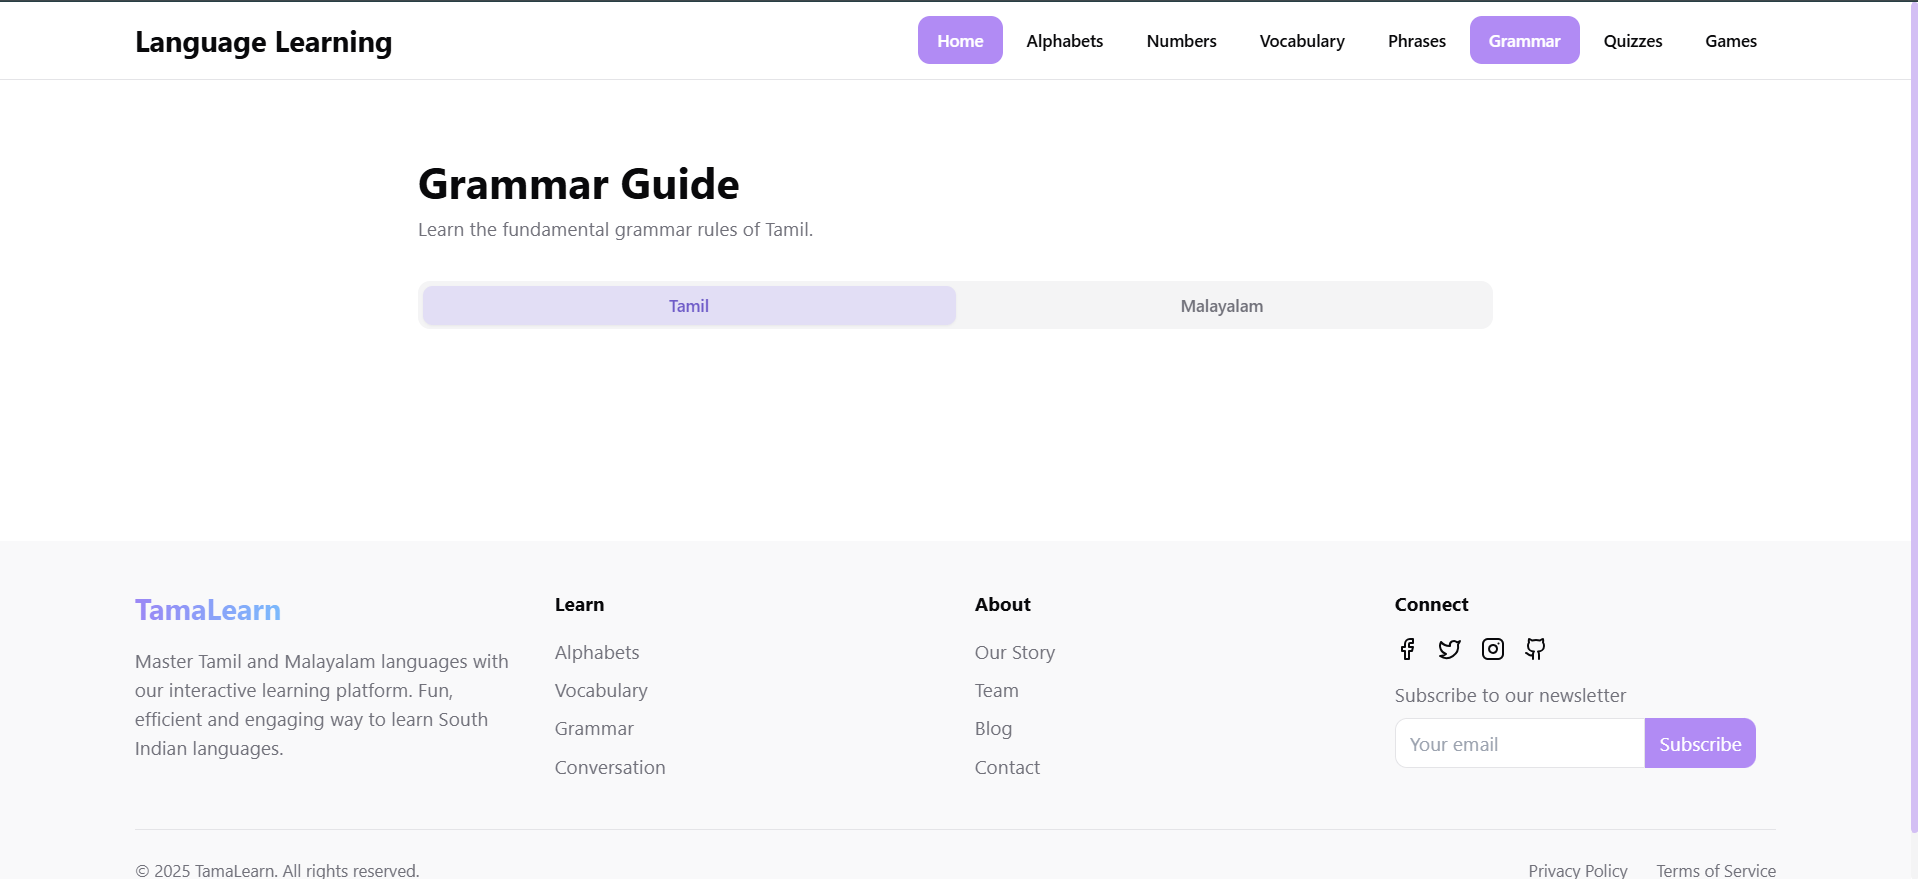 Language Learning
Home
Alphabets
Numbers
Vocabulary
Phrases
Grammar
Quizzes
Games
Grammar Guide
Learn the fundamental grammar rules of Tamil.
Tamil
Malayalam
TamaLearn
Master Tamil and Malayalam languages with
our interactive learning platform. Fun,
efficient and engaging way to learn South
Indian languages.
Learn
Alphabets
Vocabulary
Grammar
Conversation
About
Our Story
Team
Blog
Contact
Connect
Subscribe to our newsletter
Your email
Subscribe
© 2025 TamaLearn. All rights reserved.
Privacy Policy
Terms of Service